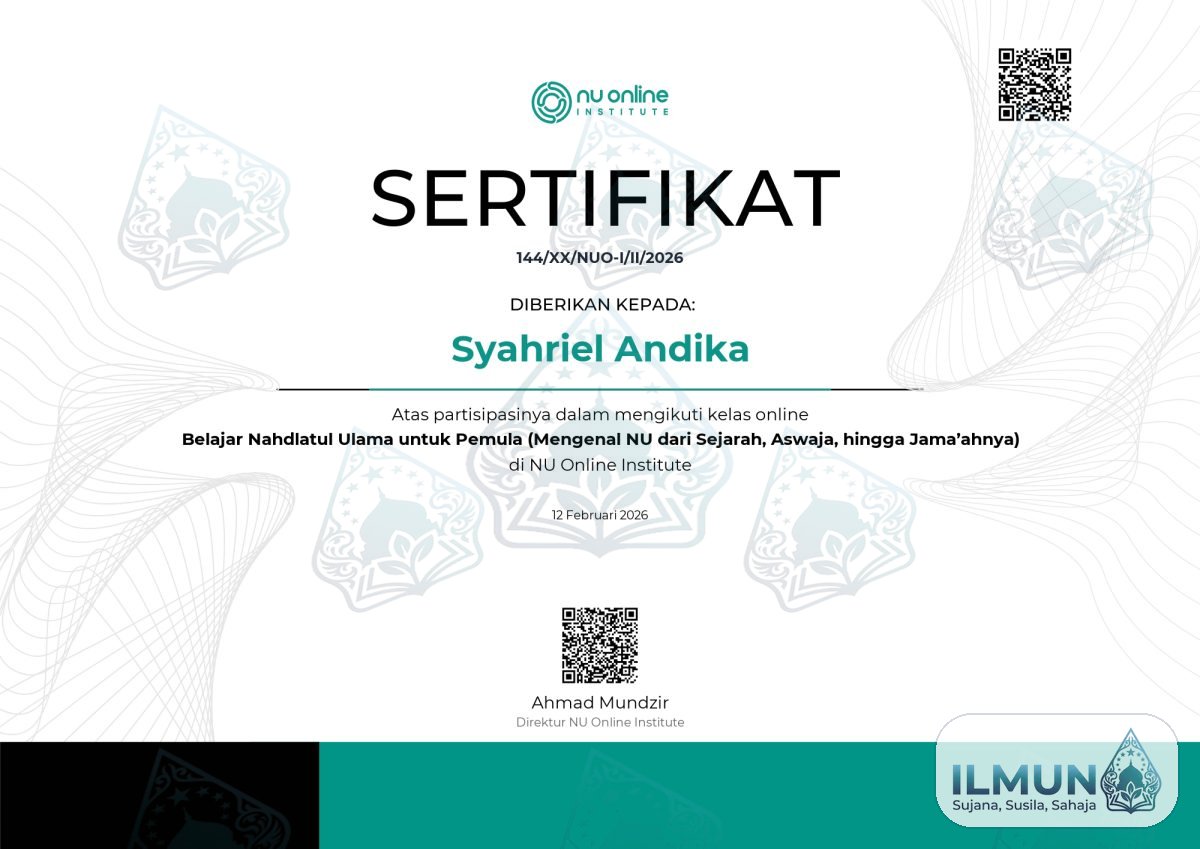 nu online
INSTITUTE
SERTIFIKAT
144/XX/NUO-I/II/2026
DIBERIKAN KEPADA:
Syahriel Andika
Atas partisipasinya dalam mengikuti kelas online
Belajar Nahdlatul Ulama untuk Pemula (Mengenal NU dari Sejarah, Aswaja, hingga Jama’ahnya)
di NU Online Institute
12 Februari 2026
Ahmad Mundzir
Direktur NU Online Institute
ILMUN
Sujana, Susila, Sahaja